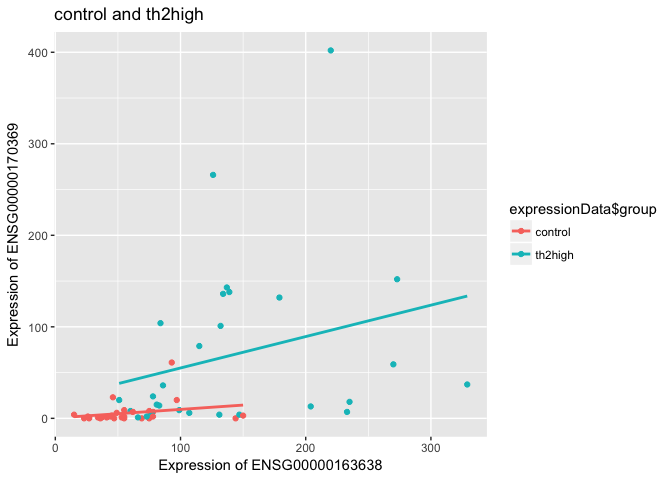 control and th2high
Expression of ENSG00000170369
400
300
200
100
0
0
100
200
300
Expression of ENSG00000163638
expressionData$group
control
th2high